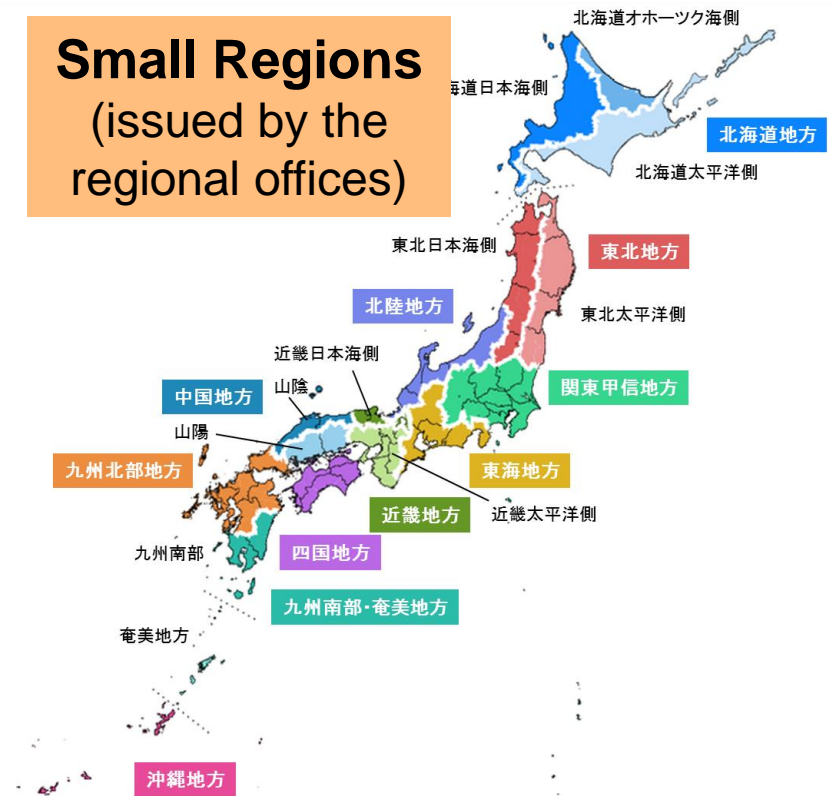 Small Regions
(issued by the
regional offices)
北海道オホーツク海側
海道日本海側
北海道地方
北海道太平洋側
東北日本海側
東北地方
北陸地方
東北太平洋側
近畿日本海側
中国地方
山陰
関東甲信地方
山陽
九州北部地方
東海地方
近畿地方
近畿太平洋側
九州南部
四国地方
九州南部・奄美地方
奄美地方
沖縄地方